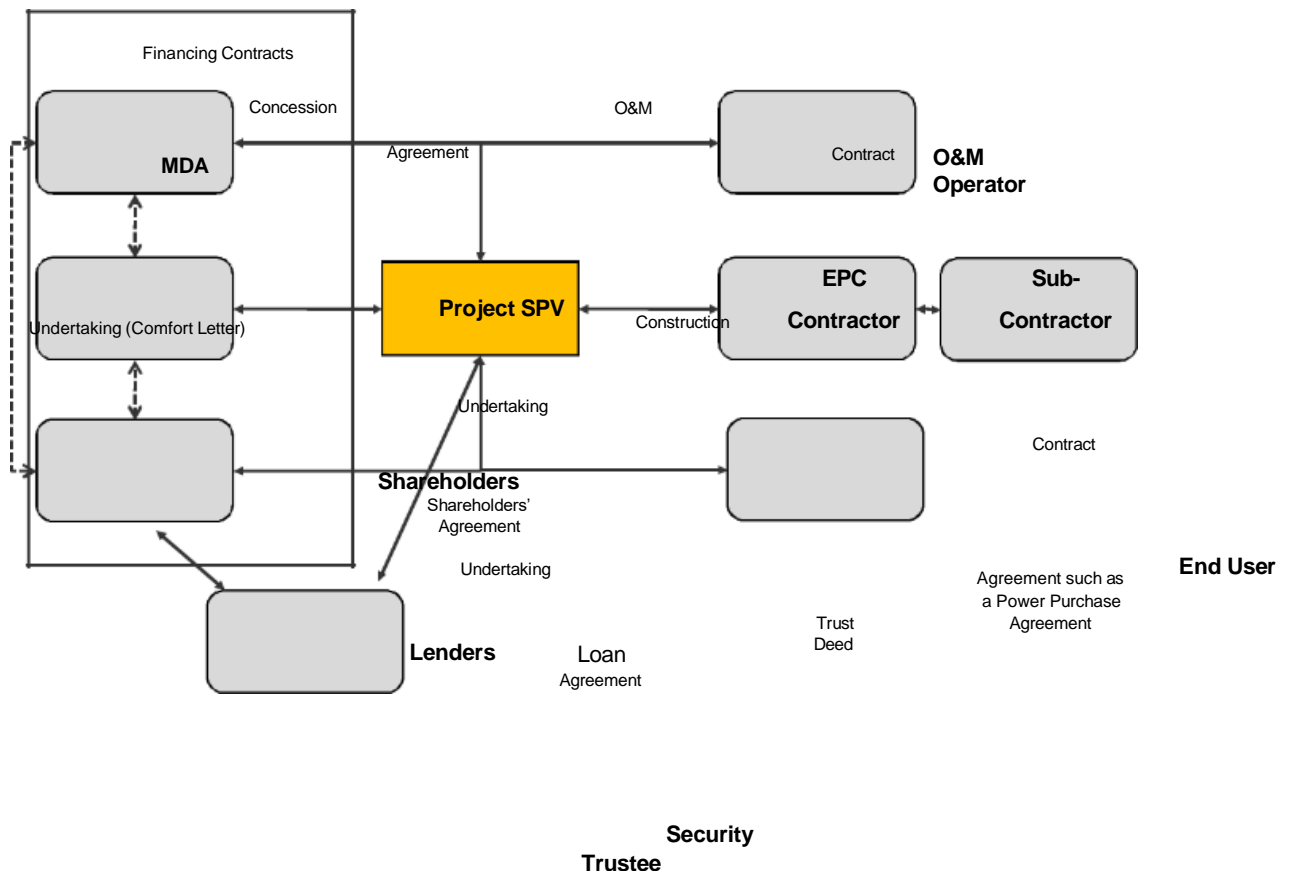 Financing Contracts
Concession
O&M
Agreement
Contract
MDA
O&M
Operator
EPC
Contractor
Sub-
Contractor
Project SPV
Construction
Undertaking (Comfort Letter)
Undertaking
Contract
Shareholders
Shareholders'
Agreement
Undertaking
End User
Agreement such as
a Power Purchase
Agreement
Trust
Deed
Lenders
Loan
Agreement
Security
Trustee